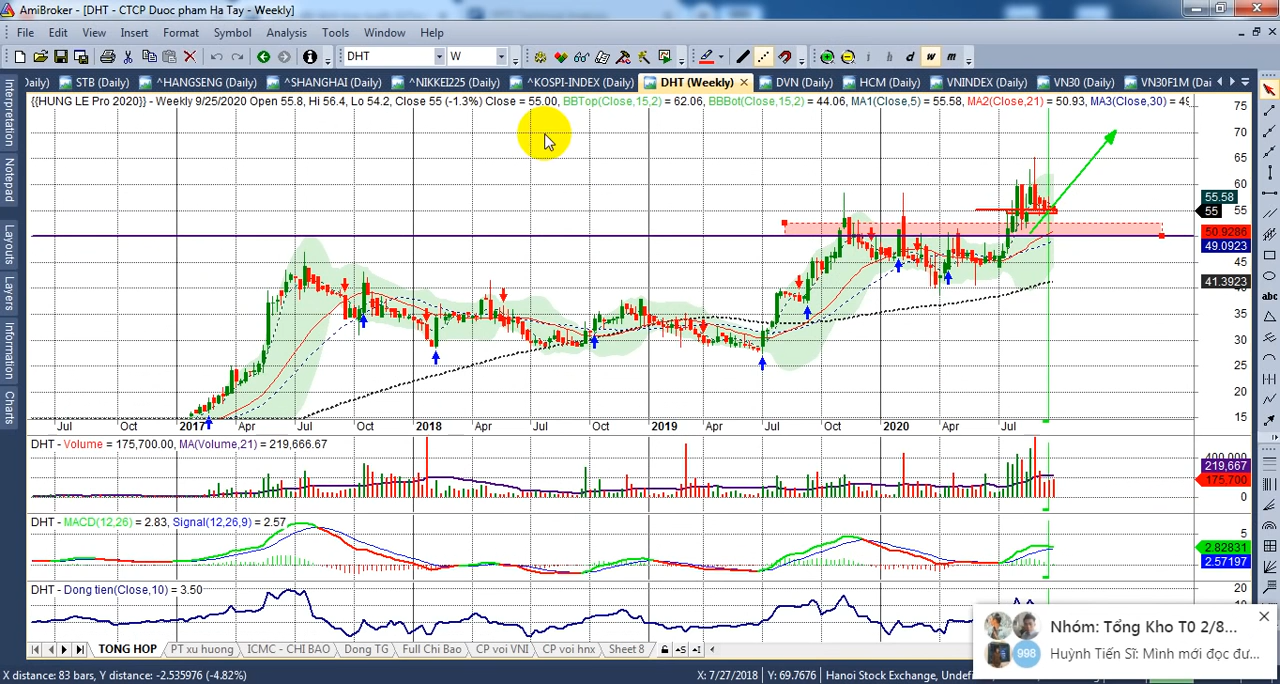 AmiBroker - [DHT - CTCP Duoc pham Ha Tay - Weekly]
File Edit View Insert Format Symbol Analysis Tools Window Help
DHT W
i h d w m
aily) STB (Daily) ^HANGSENG (Daily) ^SHANGHAI (Daily) ^NIKKEI225 (Daily) ^KOSPI-INDEX (Daily) DHT (Weekly) DVN (Daily) HCM (Daily) VNINDEX (Daily) VN30 (Daily) VN30F1M (Dai
{{HUNG LE Pro 2020}} - Weekly 9/25/2020 Open 55.8, Hi 56.4, Lo 54.2, Close 55 (-1.3%) Close = 55.00, BBTop(Close,15,2) = 62.06, BBBot(Close,15,2) = 44.06, MA1(Close,5) = 55.58, MA2(Close,21) = 50.93, MA3(Close,30) = 49
Interpretation
Notepad
Layouts
Layers
Information
Charts
abc
75
70
65
60
55.58
55 55
50.9286
49.0923
45
41.3923
40
35
30
25
20
15
Jul Oct 2017 Apr Jul Oct 2018 Apr Jul Oct 2019 Apr Jul Oct 2020 Apr Jul
DHT - Volume = 175,700.00, MA(Volume,21) = 219,666.67
400,000
219,667
175,700
0
DHT - MACD(12,26) = 2.83, Signal(12,26,9) = 2.57
5
2.82831
2.57197
DHT - Dong tien(Close,10) = 3.50
20
10
Nhóm: Tổng Kho T0 2/8...
998 Huỳnh Tiến Sĩ: Mình mới đọc đư...
TONG HOP PT xu huong ICMC - CHI BAO Dong TG Full Chi Bao CP voi VNI CP voi hnx Sheet 8
X distance: 83 bars, Y distance: -2.535976 (-4.82%) X: 7/27/2018 Y: 69.7676 Hanoi Stock Exchange, Undef